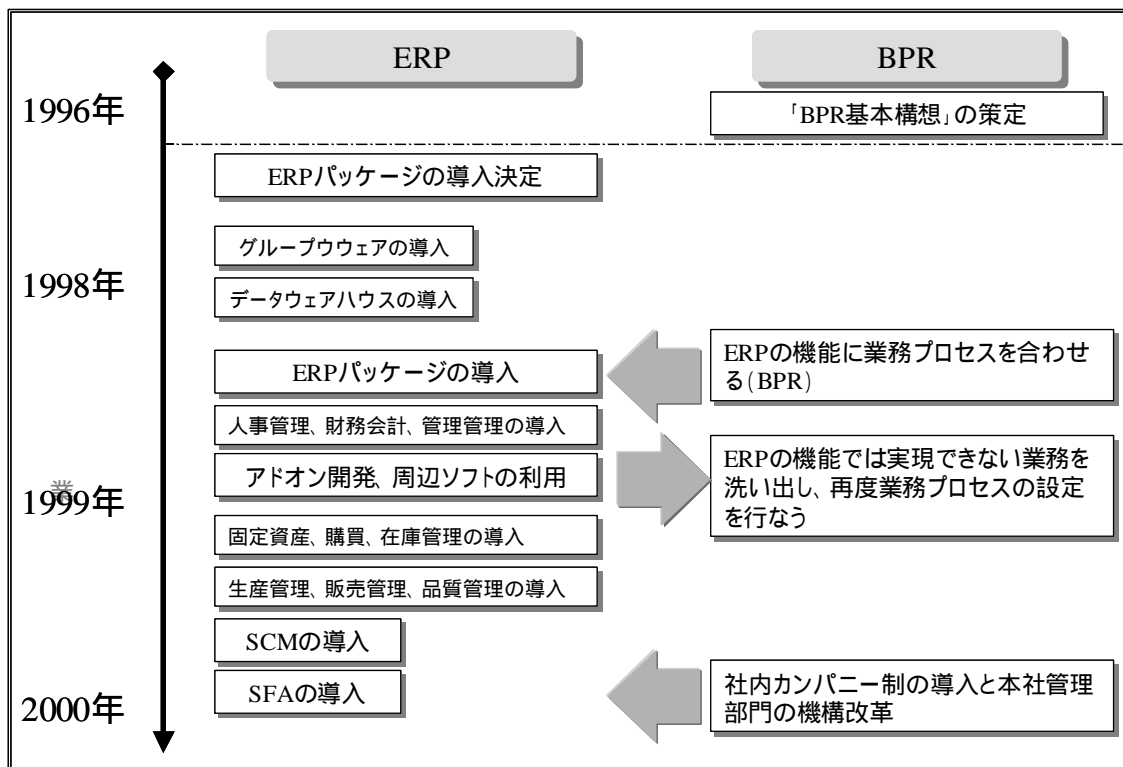 ERP
BPR
1996年
「BPR基本構想」の策定
ERPパッケージの導入決定
グループウウェアの導入
1998年
データウェアハウスの導入
ERPパッケージの導入
ERPの機能に業務プロセスを合わせ
る(BPR)
人事管理、財務会計、管理管理の導入
アドオン開発、周辺ソフトの利用
ERPの機能では実現できない業務を
洗い出し、再度業務プロセスの設定
を行なう
業
1999年
固定資産、購買、在庫管理の導入
生産管理、販売管理、品質管理の導入
SCMの導入
SFAの導入
社内カンパニー制の導入と本社管理
部門の機構改革
2000年